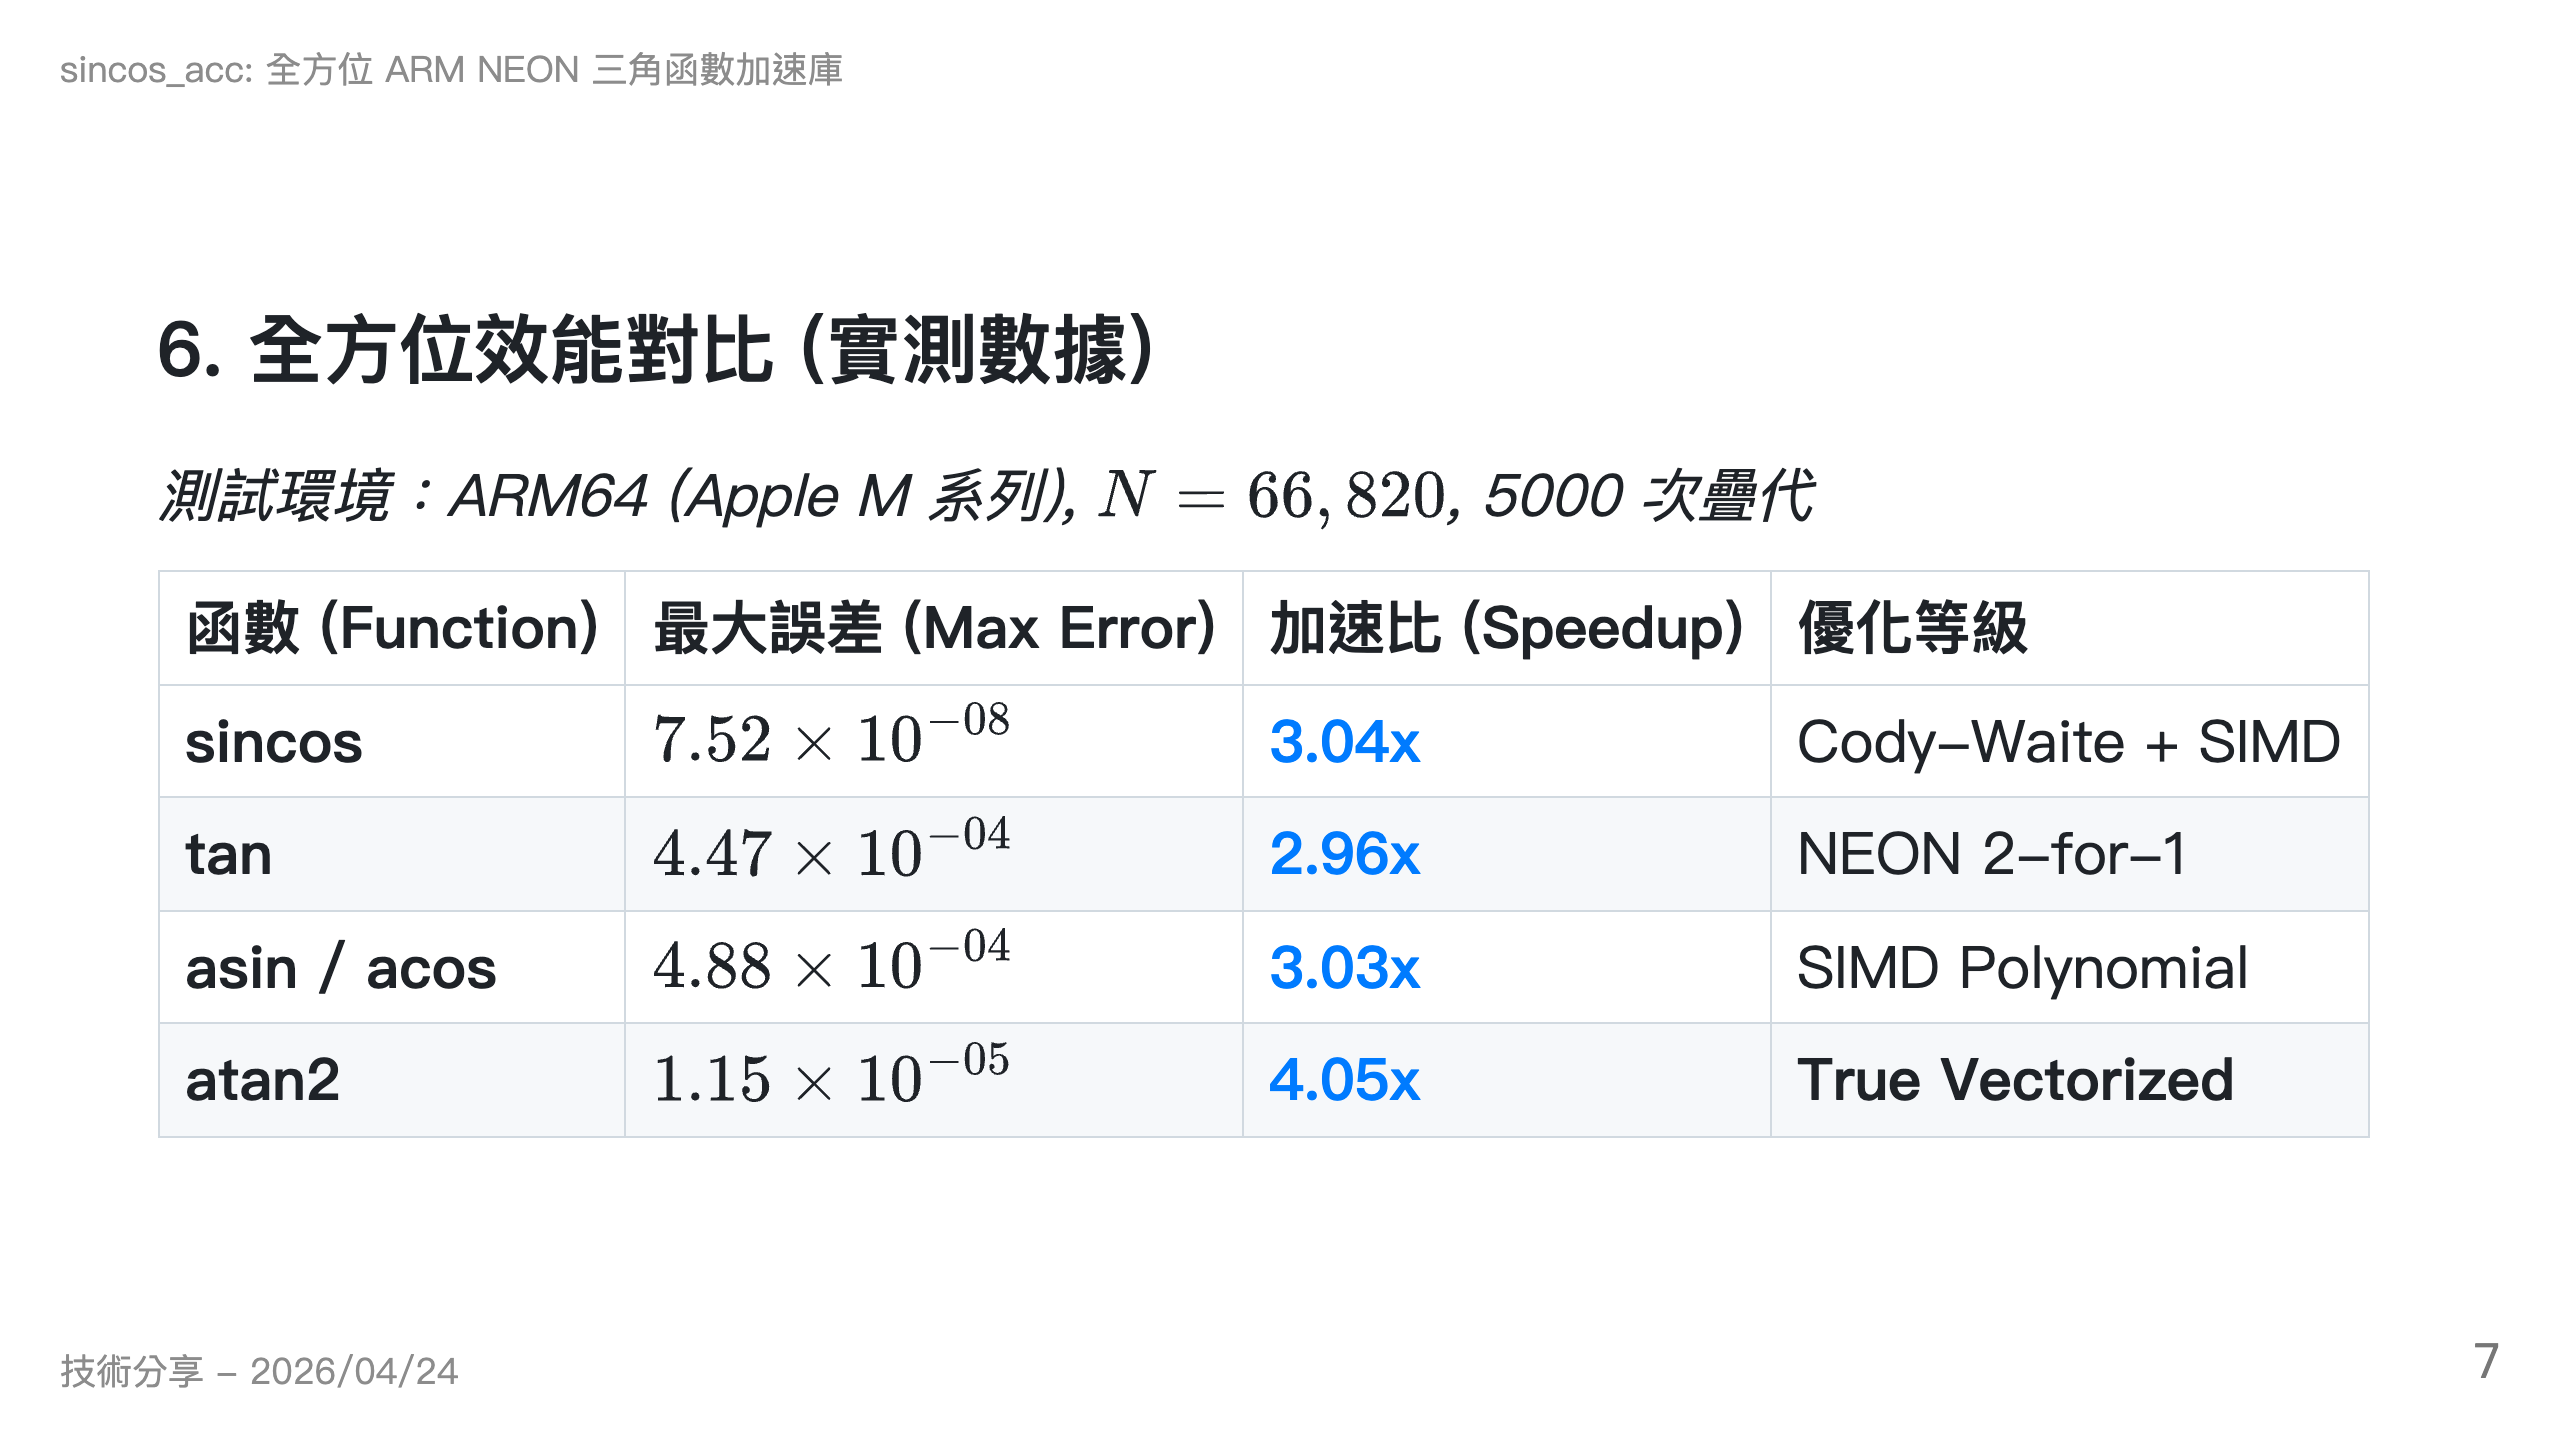 sincos_acc: 全方位 ARM NEON 三角函數加速庫
6. 全方位效能對比 (實測數據)
測試環境：ARM64 (Apple M 系列), N = 66,820, 5000 次疊代
函數 (Function) 最大誤差 (Max Error) 加速比 (Speedup) 優化等級
sincos 7.52 × 10⁻⁰⁸ 3.04x Cody–Waite + SIMD
tan 4.47 × 10⁻⁰⁴ 2.96x NEON 2–for–1
asin / acos 4.88 × 10⁻⁰⁴ 3.03x SIMD Polynomial
atan2 1.15 × 10⁻⁰⁵ 4.05x True Vectorized
技術分享 – 2026/04/24
7